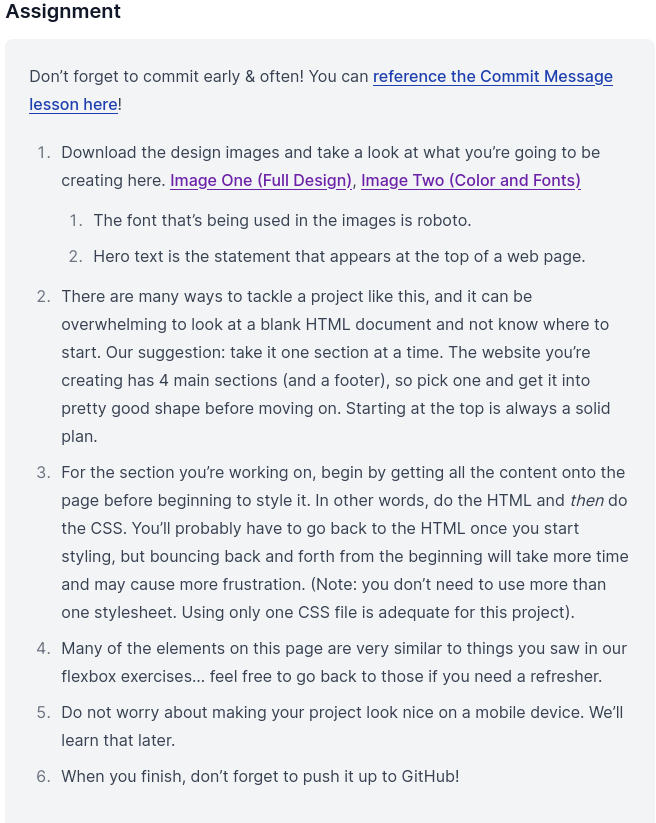 Assignment
Don’t forget to commit early & often! You can reference the Commit Message
lesson here!
1. Download the design images and take a look at what you’re going to be
creating here. Image One (Full Design), Image Two (Color and Fonts)
1. The font that’s being used in the images is roboto.
2. Hero text is the statement that appears at the top of a web page.
2. There are many ways to tackle a project like this, and it can be
overwhelming to look at a blank HTML document and not know where to
start. Our suggestion: take it one section at a time. The website you’re
creating has 4 main sections (and a footer), so pick one and get it into
pretty good shape before moving on. Starting at the top is always a solid
plan.
3. For the section you’re working on, begin by getting all the content onto the
page before beginning to style it. In other words, do the HTML and then do
the CSS. You’ll probably have to go back to the HTML once you start
styling, but bouncing back and forth from the beginning will take more time
and may cause more frustration. (Note: you don’t need to use more than
one stylesheet. Using only one CSS file is adequate for this project).
4. Many of the elements on this page are very similar to things you saw in our
flexbox exercises… feel free to go back to those if you need a refresher.
5. Do not worry about making your project look nice on a mobile device. We’ll
learn that later.
6. When you finish, don’t forget to push it up to GitHub!